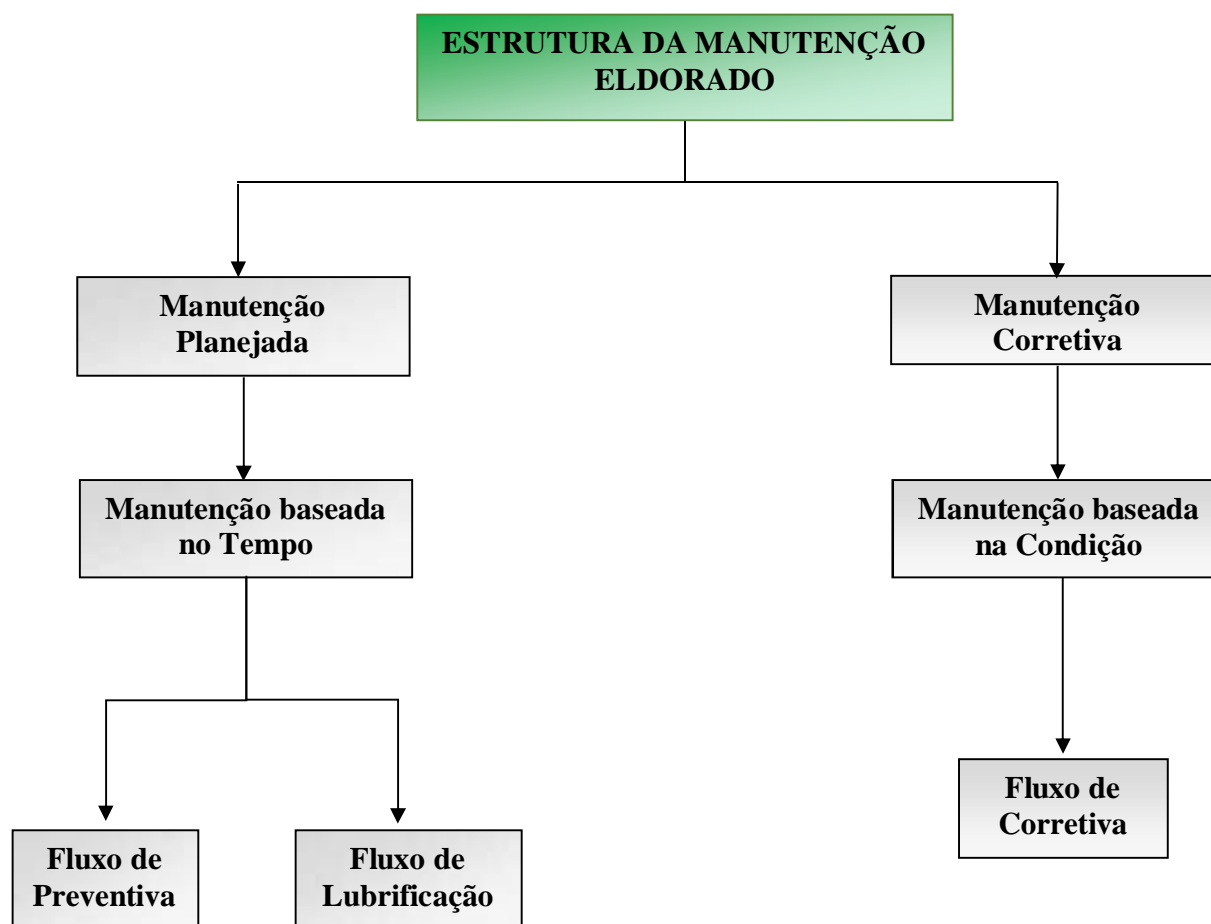 ESTRUTURA DA MANUTENÇÃO
ELDORADO
Manutenção
Planejada
Manutenção
Corretiva
Manutenção baseada
no Tempo
Manutenção baseada
na Condição
Fluxo de
Corretiva
Fluxo de
Preventiva
Fluxo de
Lubrificação